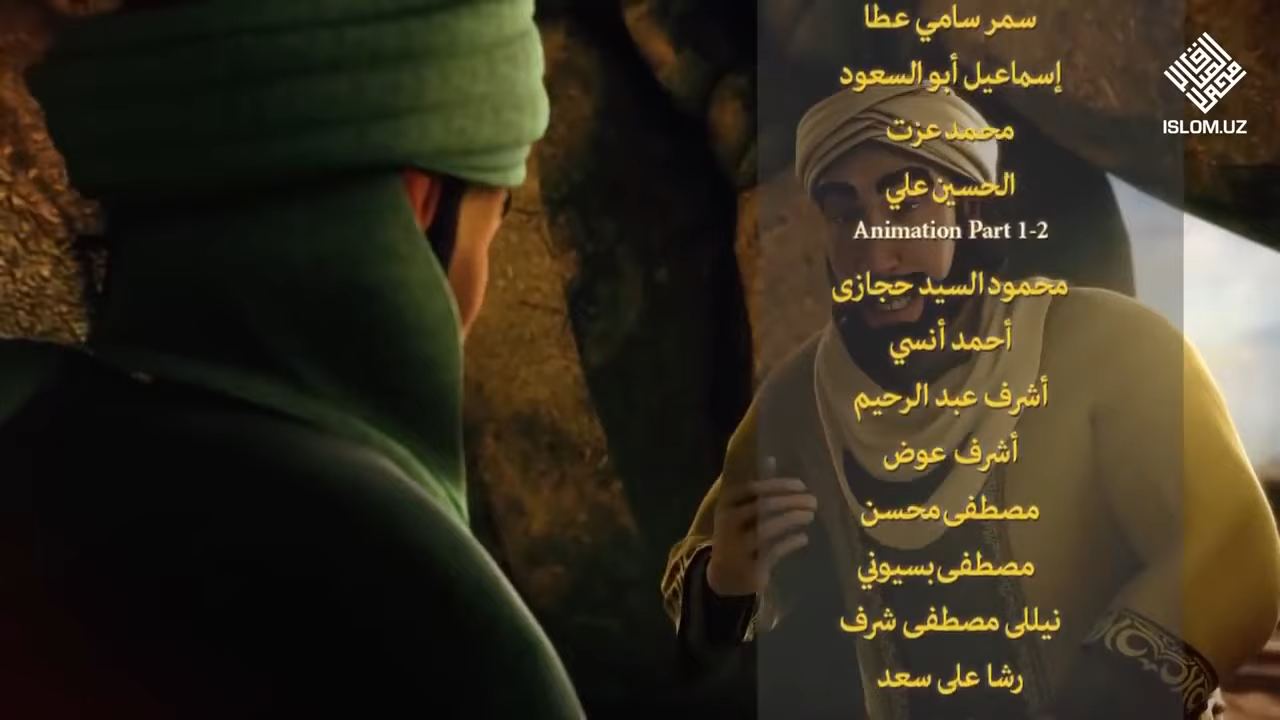 سمر سامي عطا
إسماعيل أبو السعود
محمد عزت
الحسين علي
Animation Part 1-2
محمود السيد حجازى
أحمد أنسي
أشرف عبد الرحيم
أشرف عوض
مصطفى محسن
مصطفى بسيوني
نيللى مصطفى شرف
رشا على سعد
ISLOM.UZ